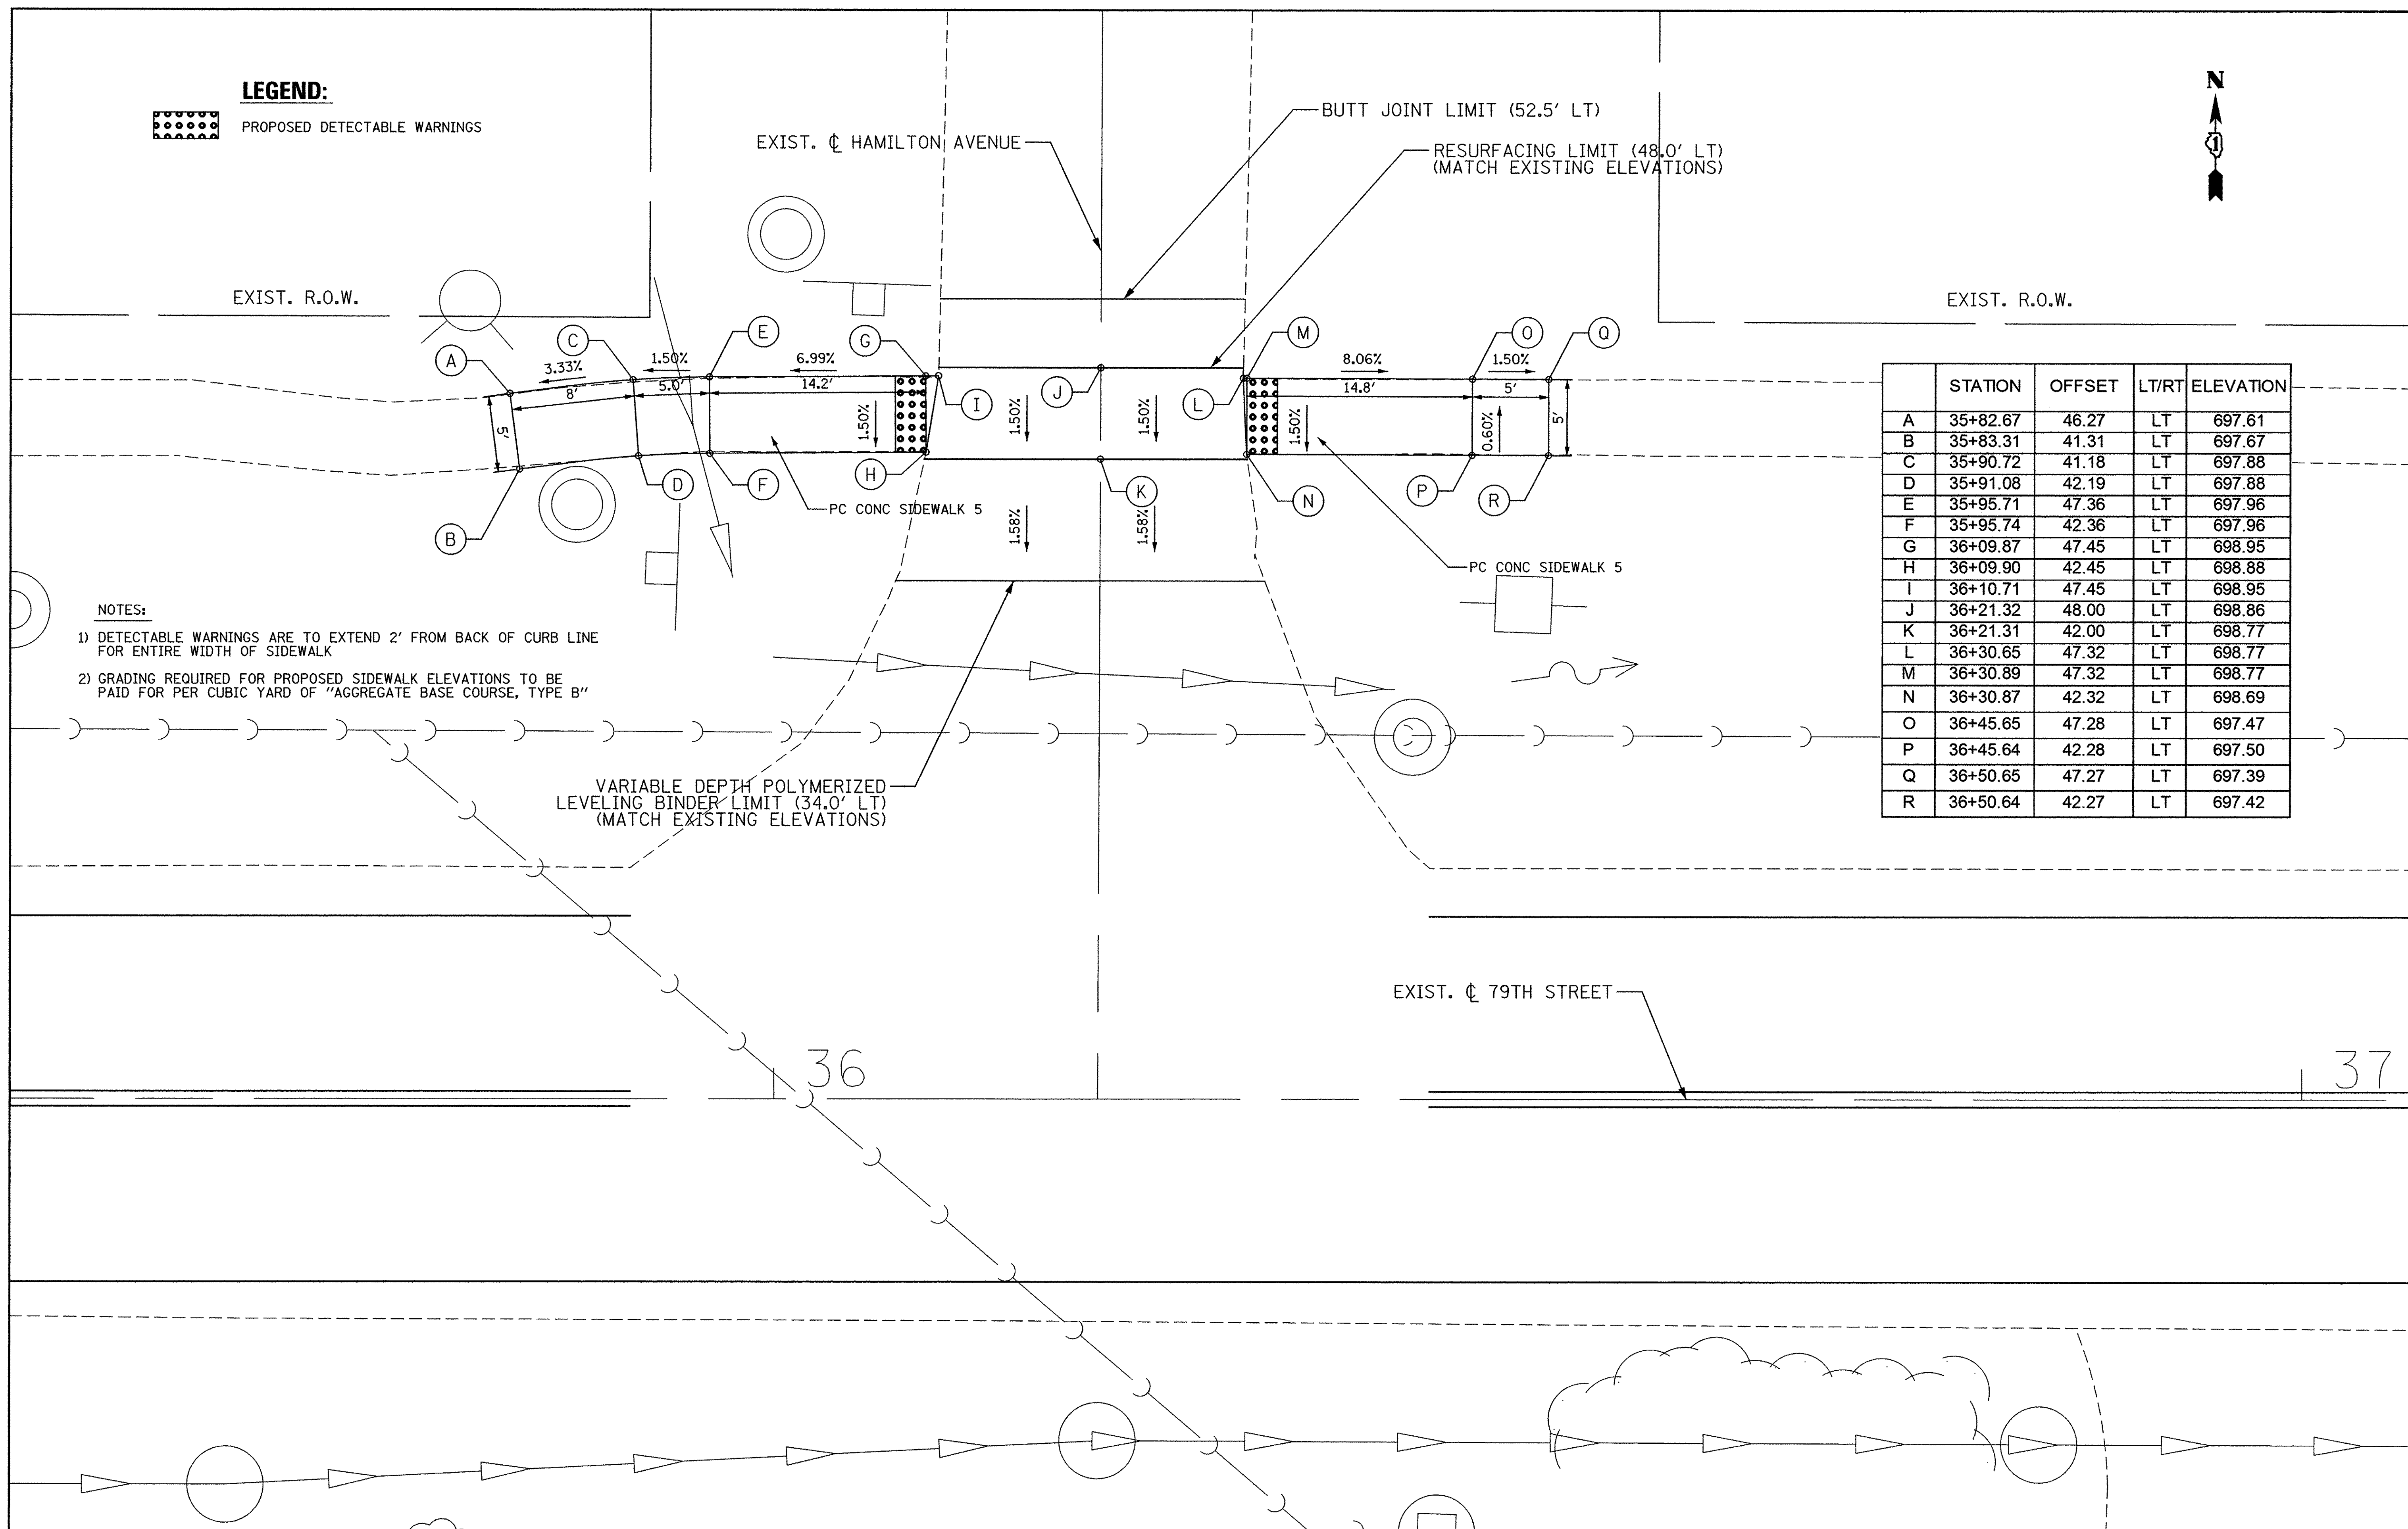 LEGEND:
PROPOSED DETECTABLE WARNINGS
N
1
BUTT JOINT LIMIT (52.5' LT)
EXIST. ℄ HAMILTON AVENUE
RESURFACING LIMIT (48.0' LT)
(MATCH EXISTING ELEVATIONS)
EXIST. R.O.W.
EXIST. R.O.W.
A
C
E
G
I
J
L
M
O
Q
3.33%
1.50%
6.99%
8.06%
1.50%
8'
5.0'
14.2'
14.8'
5'
5'
1.50%
1.50%
1.50%
1.50%
0.60%
5'
B
D
F
H
K
N
P
R
PC CONC SIDEWALK 5
1.58%
1.58%
PC CONC SIDEWALK 5
STATION OFFSET LT/RT ELEVATION
A 35+82.67 46.27 LT 697.61
B 35+83.31 41.31 LT 697.67
C 35+90.72 41.18 LT 697.88
D 35+91.08 42.19 LT 697.88
E 35+95.71 47.36 LT 697.96
F 35+95.74 42.36 LT 697.96
G 36+09.87 47.45 LT 698.95
H 36+09.90 42.45 LT 698.88
I 36+10.71 47.45 LT 698.95
J 36+21.32 48.00 LT 698.86
K 36+21.31 42.00 LT 698.77
L 36+30.65 47.32 LT 698.77
M 36+30.89 47.32 LT 698.77
N 36+30.87 42.32 LT 698.69
O 36+45.65 47.28 LT 697.47
P 36+45.64 42.28 LT 697.50
Q 36+50.65 47.27 LT 697.39
R 36+50.64 42.27 LT 697.42
NOTES:
1) DETECTABLE WARNINGS ARE TO EXTEND 2' FROM BACK OF CURB LINE
FOR ENTIRE WIDTH OF SIDEWALK
2) GRADING REQUIRED FOR PROPOSED SIDEWALK ELEVATIONS TO BE
PAID FOR PER CUBIC YARD OF "AGGREGATE BASE COURSE, TYPE B"
VARIABLE DEPTH POLYMERIZED
LEVELING BINDER LIMIT (34.0' LT)
(MATCH EXISTING ELEVATIONS)
EXIST. ℄ 79TH STREET
36
37